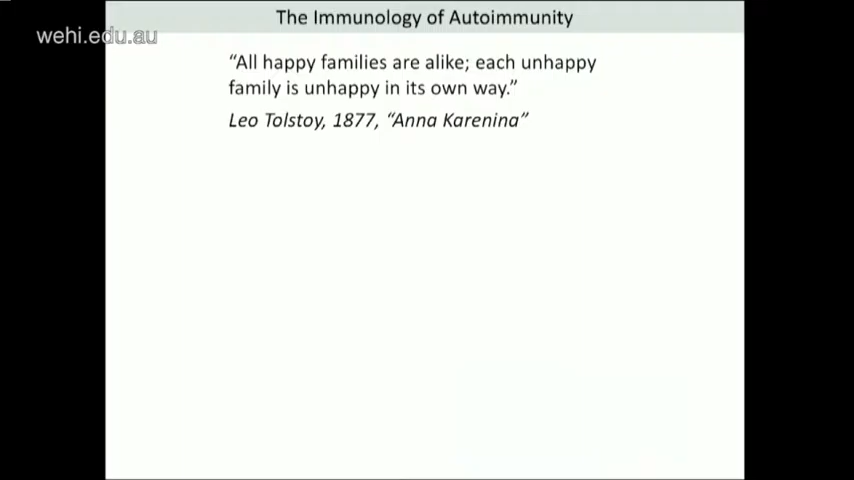 The Immunology of Autoimmunity
wehi.edu.au
“All happy families are alike; each unhappy
family is unhappy in its own way.”
Leo Tolstoy, 1877, “Anna Karenina”